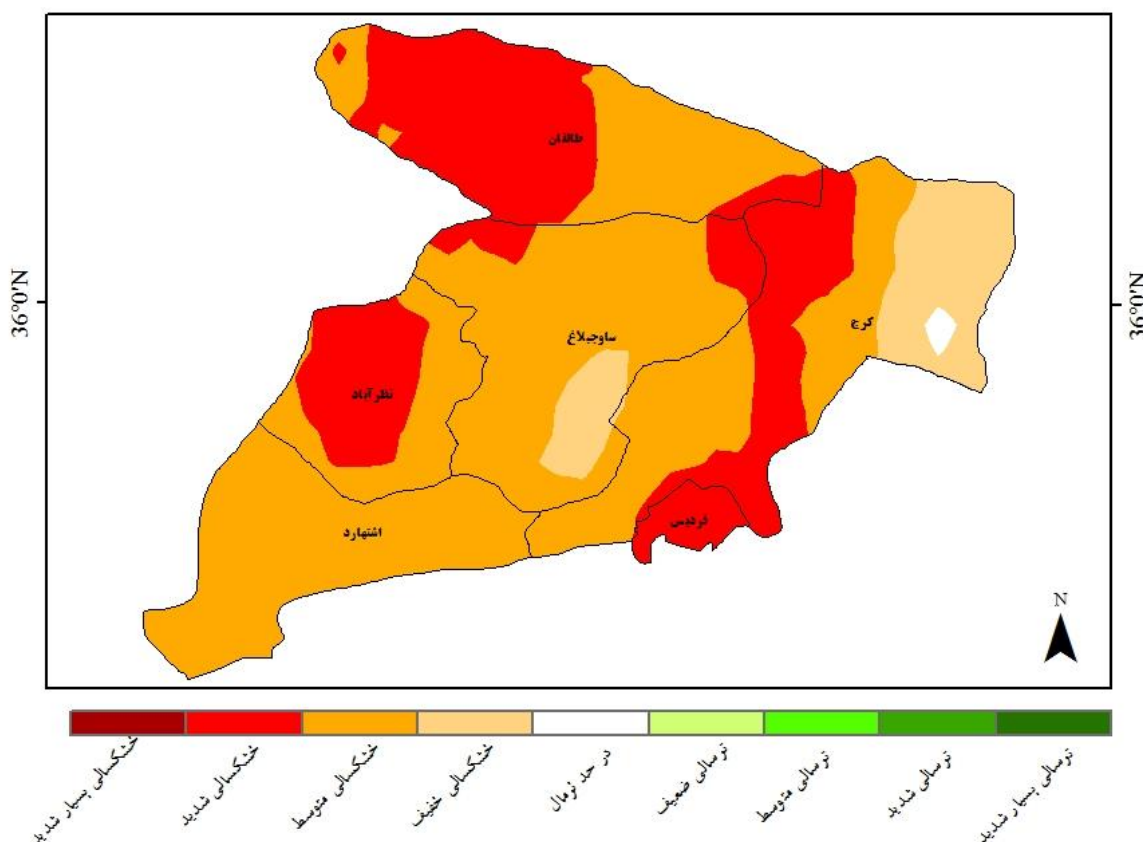 طالقان
36°0'N
36°0'N
کرج
ساوجبلاغ
نظرآباد
اشتهارد
فردیس
N
خشکسالی بسیار شدید
خشکسالی شدید
خشکسالی متوسط
خشکسالی خفیف
در حد نرمال
ترسالی ضعیف
ترسالی متوسط
ترسالی شدید
ترسالی بسیار شدید